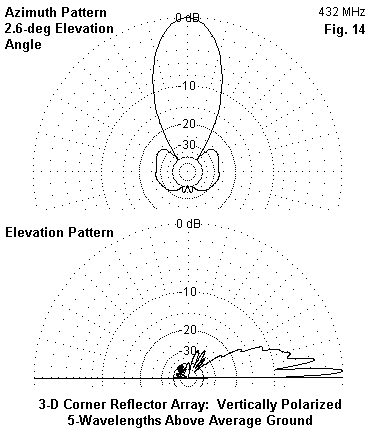 Azimuth Pattern
2.6-deg Elevation
Angle
0 dB
432 MHz
Fig. 14
-10
-20
-30
Elevation Pattern
0 dB
-10
-20
-30
3-D Corner Reflector Array: Vertically Polarized
5-Wavelengths Above Average Ground